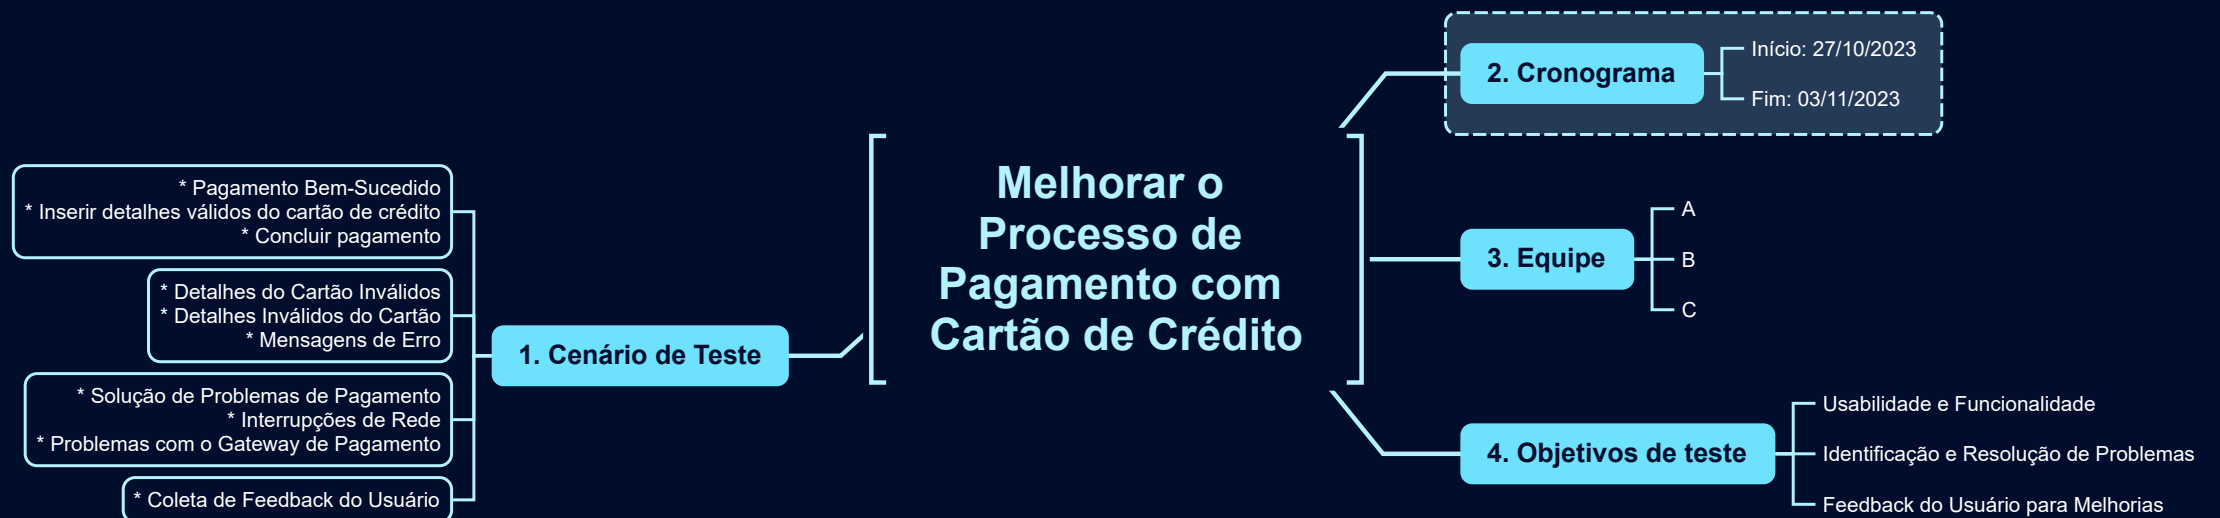 Melhorar o
Processo de
Pagamento com
Cartão de Crédito
1. Cenário de Teste
* Pagamento Bem-Sucedido
* Inserir detalhes válidos do cartão de crédito
* Concluir pagamento
* Detalhes do Cartão Inválidos
* Detalhes Inválidos do Cartão
* Mensagens de Erro
* Solução de Problemas de Pagamento
* Interrupções de Rede
* Problemas com o Gateway de Pagamento
* Coleta de Feedback do Usuário
2. Cronograma
Início: 27/10/2023
Fim: 03/11/2023
3. Equipe
A
B
C
4. Objetivos de teste
Usabilidade e Funcionalidade
Identificação e Resolução de Problemas
Feedback do Usuário para Melhorias